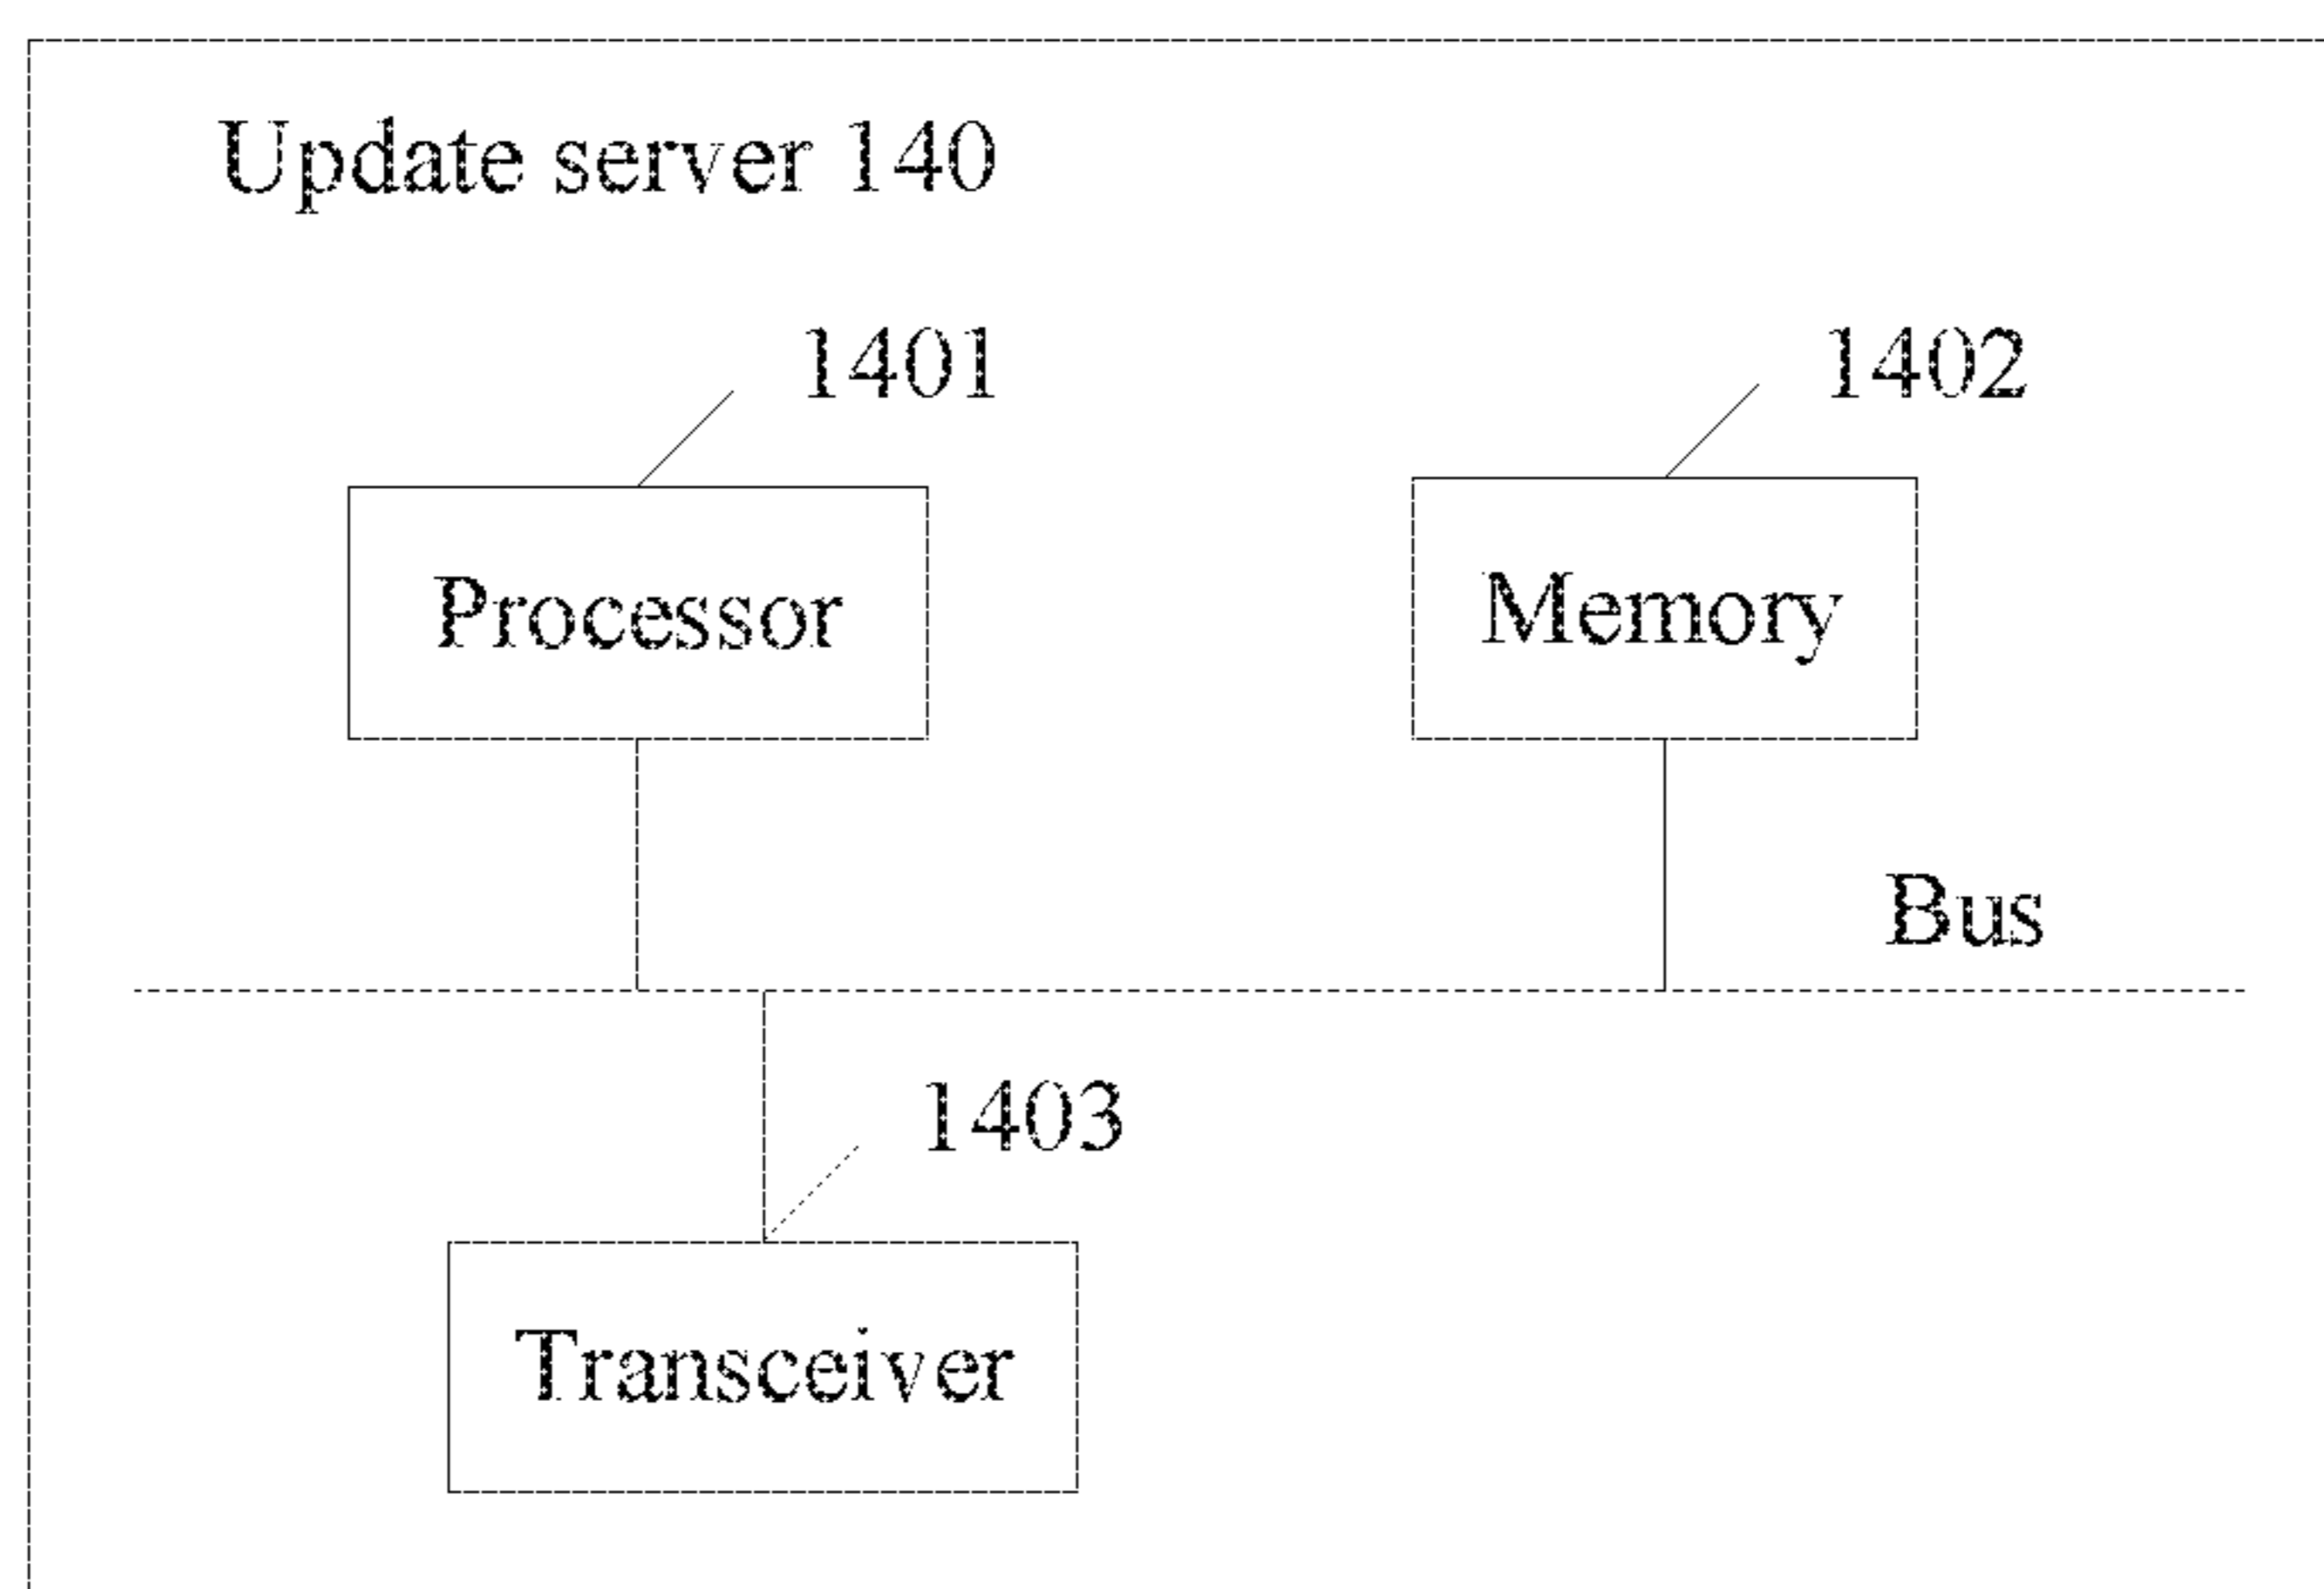 Update server 140
1401
1402
Processor
Memory
Bus
1403
Transceiver